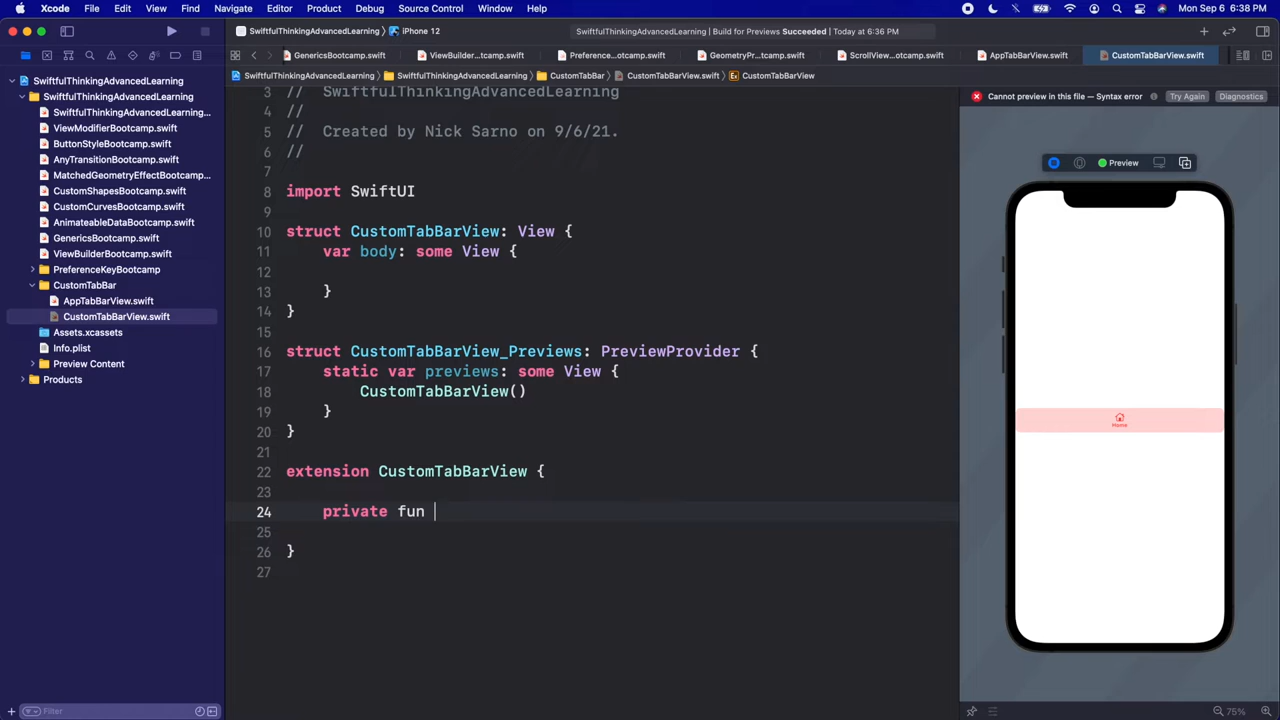 Xcode File Edit View Find Navigate Editor Product Debug Source Control Window Help Mon Sep 6 6:38 PM
SwiftfulThinkingAdvancedLearning iPhone 12 SwiftfulThinkingAdvancedLearning | Build for Previews Succeeded | Today at 6:36 PM
GenericsBootcamp.swift ViewBuilder...tcamp.swift Preference...otcamp.swift GeometryPr...tcamp.swift ScrollView...otcamp.swift AppTabBarView.swift CustomTabBarView.swift
SwiftfulThinkingAdvancedLearning SwiftfulThinkingAdvancedLearning CustomTabBar CustomTabBarView.swift CustomTabBarView
SwiftfulThinkingAdvancedLearning
SwiftfulThinkingAdvancedLearning
SwiftfulThinkingAdvancedLearning...
ViewModifierBootcamp.swift
ButtonStyleBootcamp.swift
AnyTransitionBootcamp.swift
MatchedGeometryEffectBootcamp...
CustomShapesBootcamp.swift
CustomCurvesBootcamp.swift
AnimateableDataBootcamp.swift
GenericsBootcamp.swift
ViewBuilderBootcamp.swift
PreferenceKeyBootcamp
CustomTabBar
AppTabBarView.swift
CustomTabBarView.swift
Assets.xcassets
Info.plist
Preview Content
Products
Filter
3 // SwiftfulThinkingAdvancedLearning
4 //
5 // Created by Nick Sarno on 9/6/21.
6 //
7
8 import SwiftUI
9
10 struct CustomTabBarView: View {
11 var body: some View {
12
13 }
14 }
15
16 struct CustomTabBarView_Previews: PreviewProvider {
17 static var previews: some View {
18 CustomTabBarView()
19 }
20 }
21
22 extension CustomTabBarView {
23
24 private fun
25
26 }
27
Cannot preview in this file — Syntax error Try Again Diagnostics
Preview
Home
75%